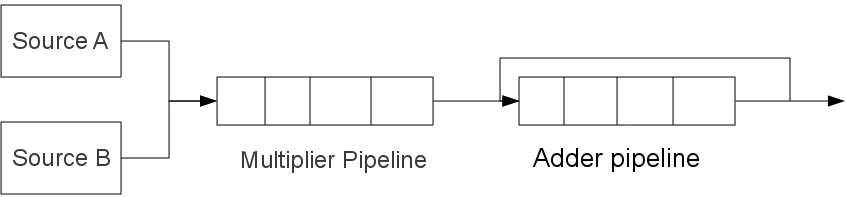 Source A
Source B
Multiplier Pipeline
Adder pipeline